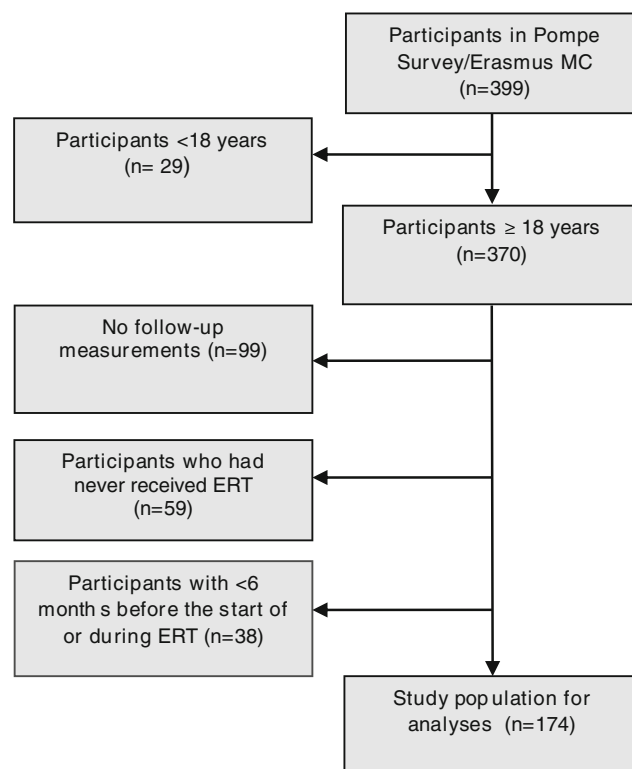 Participants in Pompe
Survey/Erasmus MC
(n=399)
Participants <18 years
(n= 29)
Participants ≥ 18 years
(n=370)
No follow-up
measurements (n=99)
Participants who had
never received ERT
(n=59)
Participants with <6
month s before the start of
or during ERT (n=38)
Study population for
analyses (n=174)